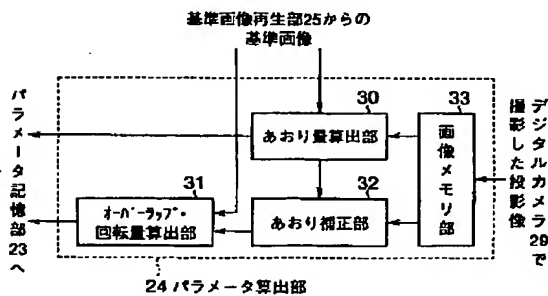 基準画像再生部25からの
基準画像
パラメータ記憶部23へ
30
あおり量算出部
33
画像メモリ部
デジタルカメラ29で
撮影した投影像
31
オーバーラップ・
回転量算出部
32
あおり補正部
24 パラメータ算出部